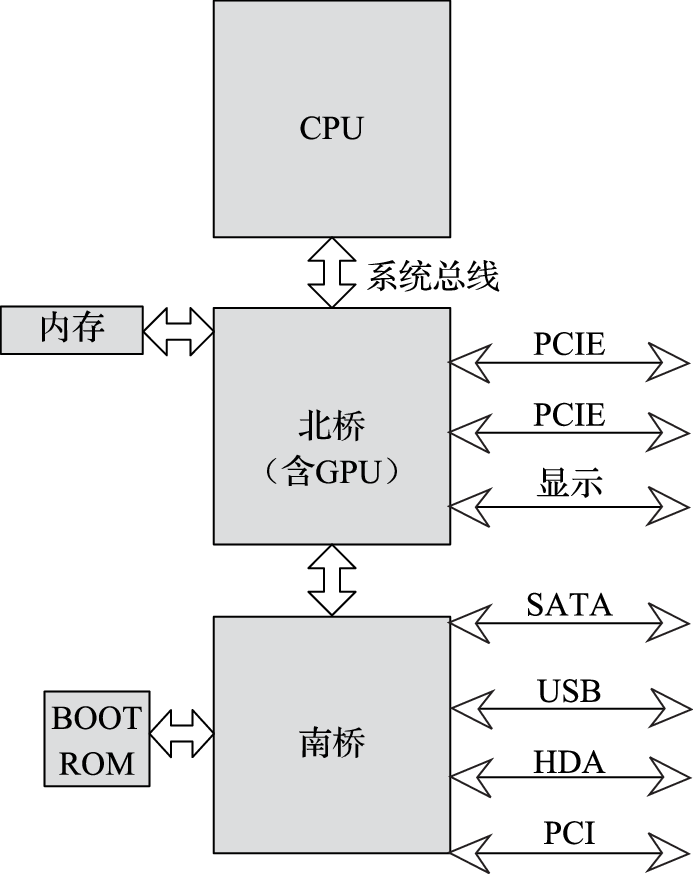 CPU
系统总线
内存
PCIE
PCIE
北桥
（含GPU）
显示
SATA
BOOT
ROM
USB
南桥
HDA
PCI